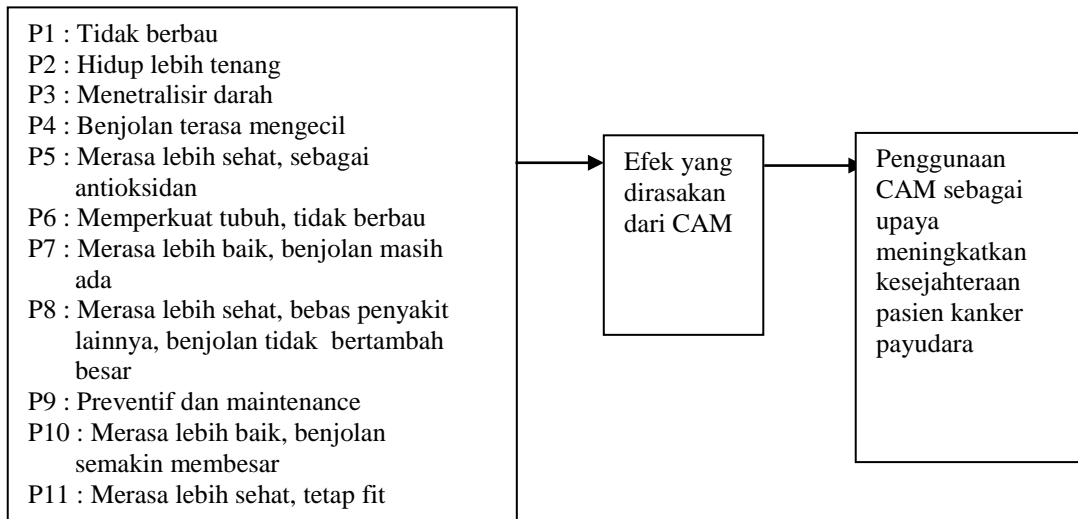 P1 : Tidak berbau
P2 : Hidup lebih tenang
P3 : Menetralisir darah
P4 : Benjolan terasa mengecil
P5 : Merasa lebih sehat, sebagai
antioksidan
P6 : Memperkuat tubuh, tidak berbau
P7 : Merasa lebih baik, benjolan masih
ada
P8 : Merasa lebih sehat, bebas penyakit
lainnya, benjolan tidak bertambah
besar
P9 : Preventif dan maintenance
P10 : Merasa lebih baik, benjolan
semakin membesar
P11 : Merasa lebih sehat, tetap fit
Efek yang
dirasakan
dari CAM
Penggunaan
CAM sebagai
upaya
meningkatkan
kesejahteraan
pasien kanker
payudara